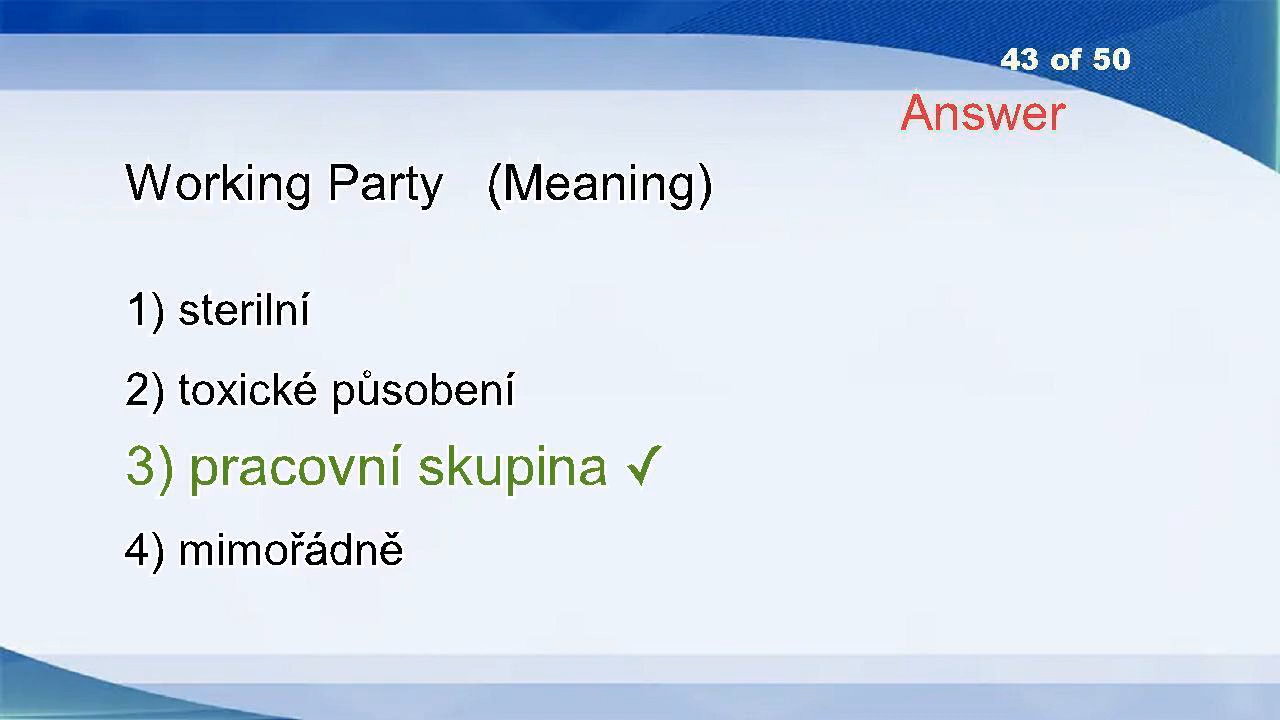 43 of 50
Answer
Working Party (Meaning)
1) sterilní
2) toxické působení
3) pracovní skupina ✓
4) mimořádně